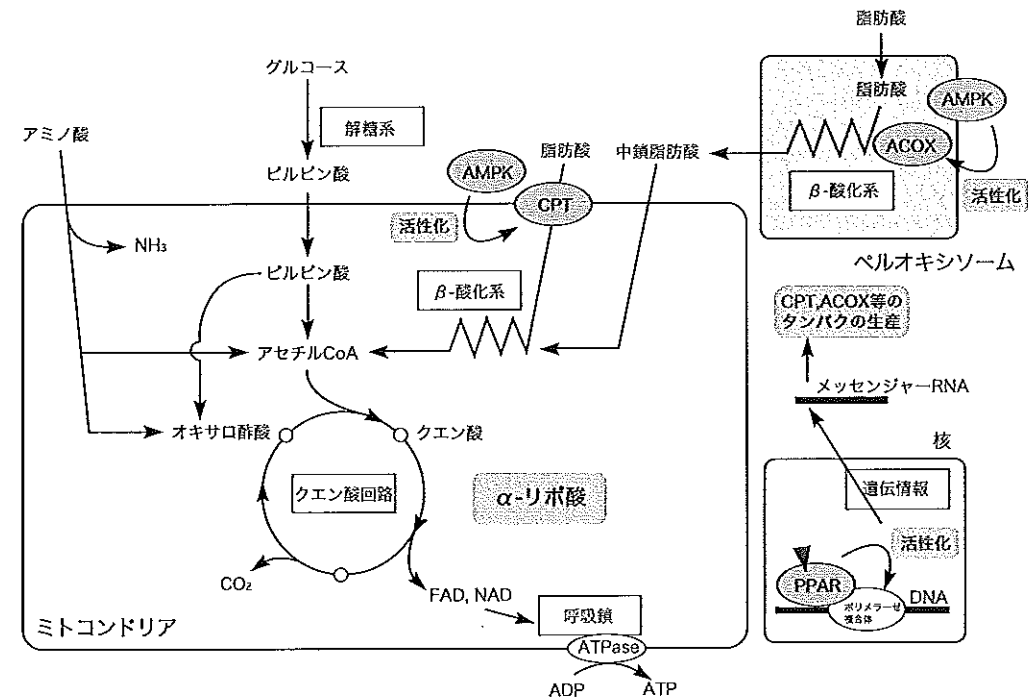 脂肪酸
グルコース
脂肪酸
AMPK
解糖系
アミノ酸
ACOX
ピルビン酸
AMPK
脂肪酸
中鎖脂肪酸
β-酸化系
活性化
CPT
活性化
NH₃
ペルオキシソーム
ピルビン酸
β-酸化系
CPT,ACOX等の
タンパクの生産
アセチルCoA
メッセンジャーRNA
オキサロ酢酸
クエン酸
核
クエン酸回路
α-リポ酸
遺伝情報
活性化
CO₂
PPAR
FAD, NAD
DNA
ポリメラーゼ
複合体
呼吸鎖
ミトコンドリア
ATPase
ADP
ATP